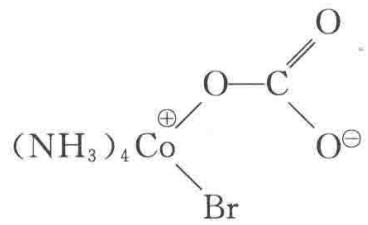 O
O—C
(NH₃)₄Co⊕
O⊖
Br